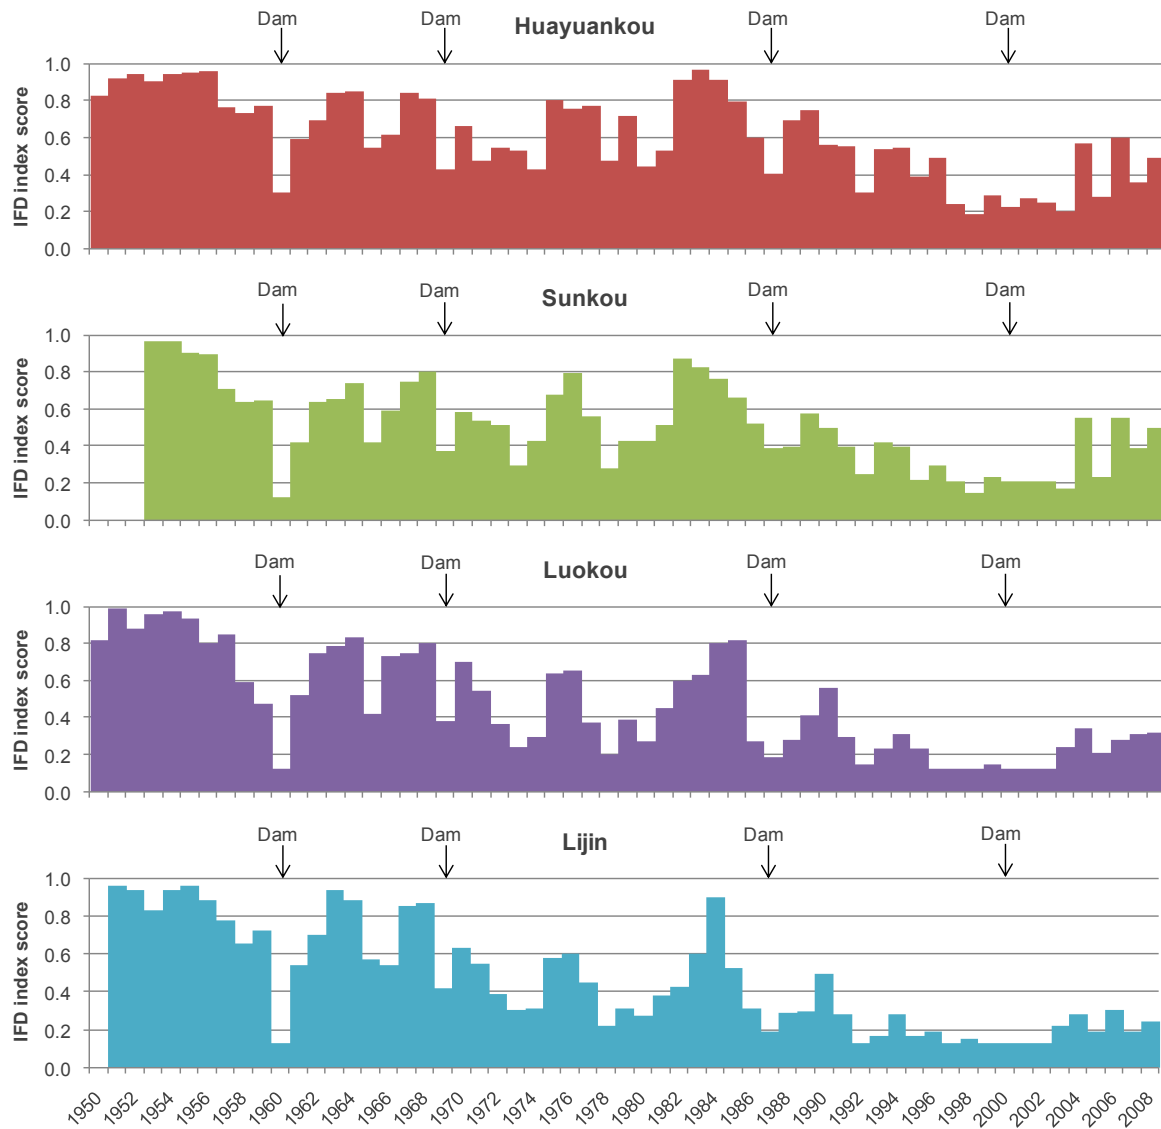 Dam Dam Dam Dam
Huayuankou
IFD index score
1.0
0.8
0.6
0.4
0.2
0.0
Dam Dam Dam Dam
Sunkou
IFD index score
1.0
0.8
0.6
0.4
0.2
0.0
Dam Dam Dam Dam
Luokou
IFD index score
1.0
0.8
0.6
0.4
0.2
0.0
Dam Dam Dam Dam
Lijin
IFD index score
1.0
0.8
0.6
0.4
0.2
0.0
1950 1952 1954 1956 1958 1960 1962 1964 1966 1968 1970 1972 1974 1976 1978 1980 1982 1984 1986 1988 1990 1992 1994 1996 1998 2000 2002 2004 2006 2008